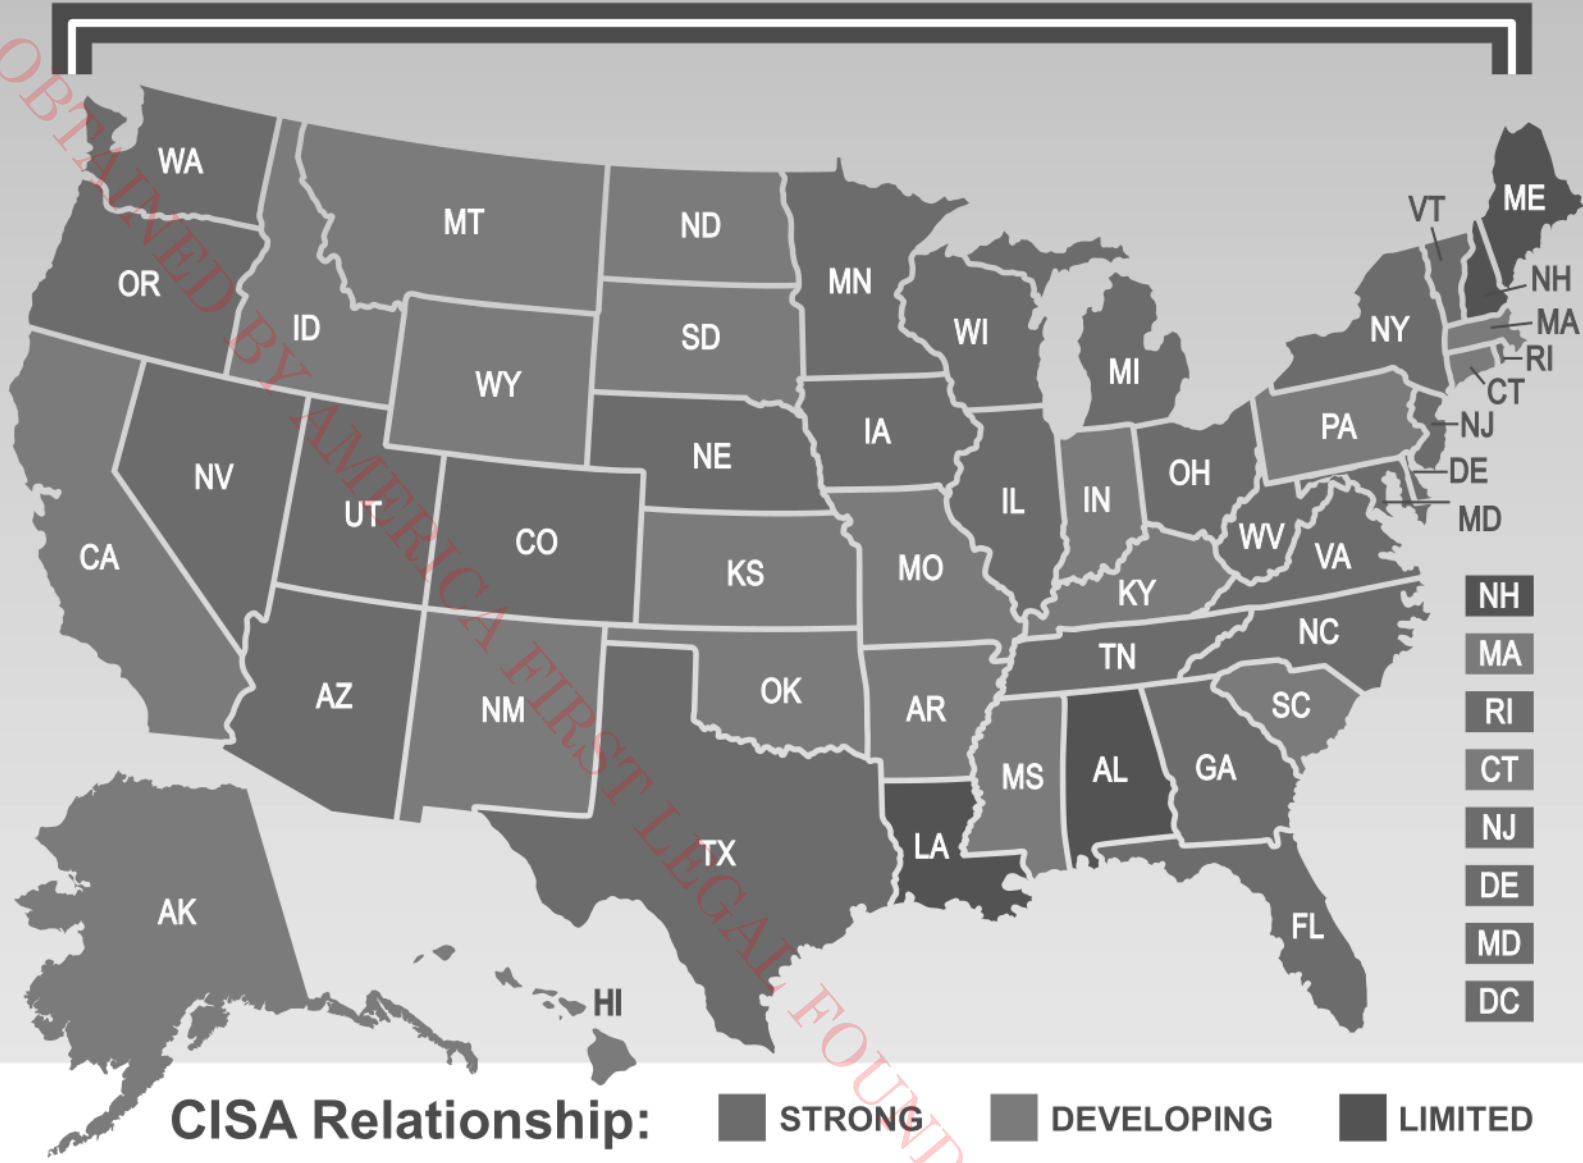 WA
MT
ND
MN
ME
VT
OR
ID
SD
WI
MI
NY
NH
MA
RI
CT
WY
IA
NE
PA
NJ
NV
UT
CO
IL
IN
OH
DE
MD
CA
KS
MO
WV
VA
KY
NH
AZ
NM
OK
AR
TN
NC
MA
SC
RI
MS
AL
GA
CT
TX
LA
NJ
AK
FL
DE
MD
HI
DC
CISA Relationship:
STRONG
DEVELOPING
LIMITED
OBTAINED BY AMERICA FIRST LEGAL FOUND